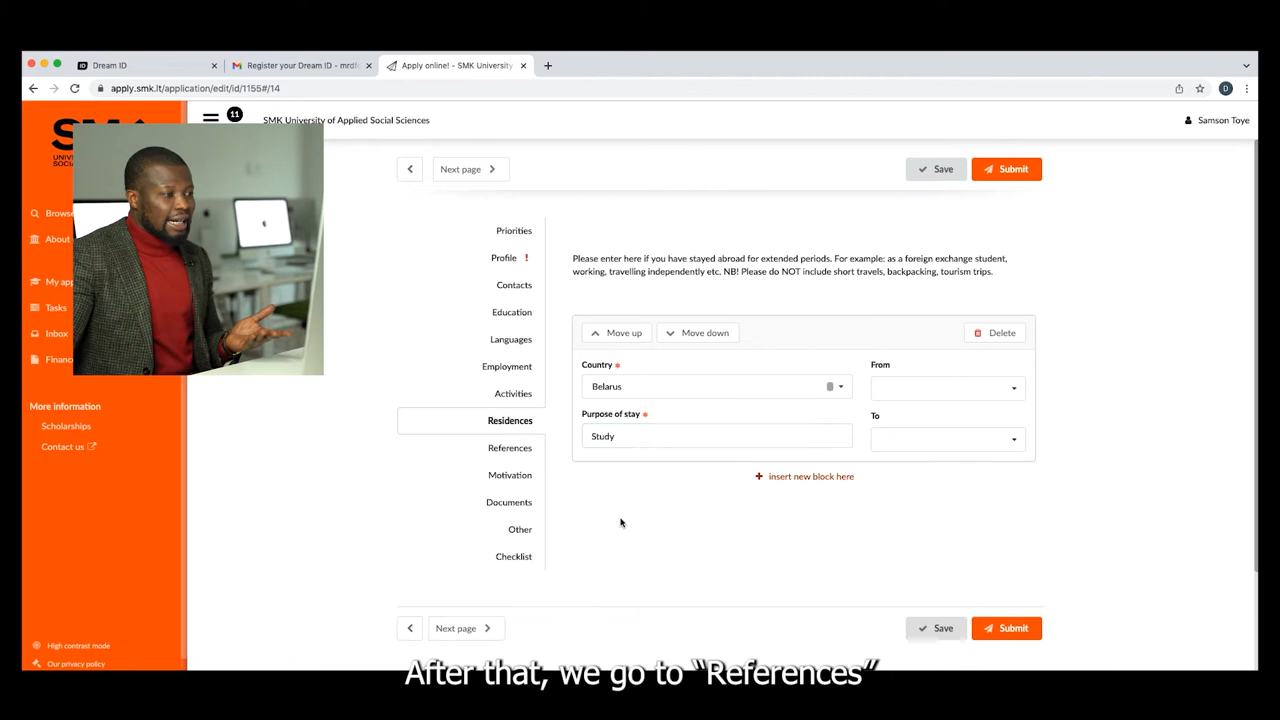 Dream ID
Register your Dream ID - mrdf
Apply online! - SMK University
apply.smk.lt/application/edit/id/1155#/14
D
11
SMK University of Applied Social Sciences
Samson Toye
SM
UNIV
SOCIA
Browse
About
My ap
Tasks
Inbox
Financ
More information
Scholarships
Contact us
High contrast mode
Our privacy policy
Next page
Save
Submit
Priorities
Profile !
Contacts
Education
Languages
Employment
Activities
Residences
References
Motivation
Documents
Other
Checklist
Please enter here if you have stayed abroad for extended periods. For example: as a foreign exchange student,
working, travelling independently etc. NB! Please do NOT include short travels, backpacking, tourism trips.
Move up
Move down
Delete
Country *
From
Belarus
Purpose of stay *
To
Study
+ insert new block here
Next page
Save
Submit
After that, we go to “References”